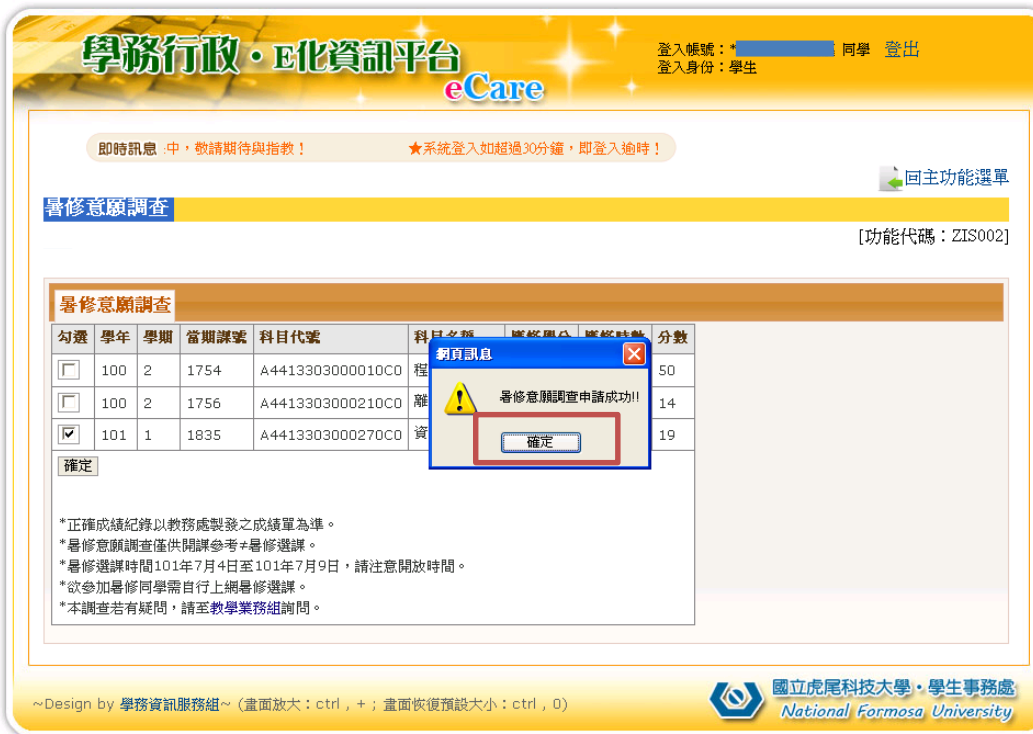 學務行政‧E化資訊平台
eCare
登入帳號：* 同學 登出
登入身份：學生
即時訊息 :中，敬請期待與指教！ ★系統登入如超過30分鐘，即登入逾時！
回主功能選單
暑修意願調查
[功能代碼：ZIS002]
暑修意願調查
勾選 學年 學期 當期課號 科目代號 分數
100 2 1754 A4413303000010C0 程 50
100 2 1756 A4413303000210C0 離 14
101 1 1835 A4413303000270C0 資 19
確定
網頁訊息
暑修意願調查申請成功!!
確定
*正確成績紀錄以教務處製發之成績單為準。
*暑修意願調查僅供開課參考≠暑修選課。
*暑修選課時間101年7月4日至101年7月9日，請注意開放時間。
*欲參加暑修同學需自行上網暑修選課。
*本調查若有疑問，請至教學業務組詢問。
~Design by 學務資訊服務組~ (畫面放大：ctrl , + ; 畫面恢復預設大小：ctrl , 0)
國立虎尾科技大學‧學生事務處
National Formosa University